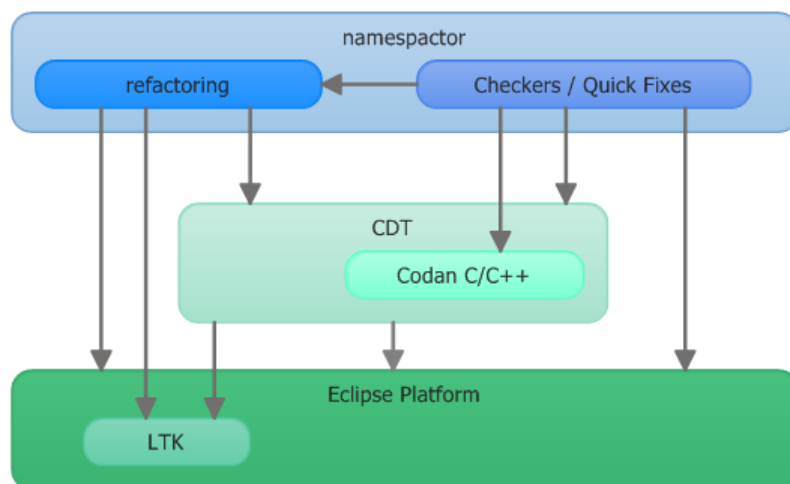 namespactor
refactoring
Checkers / Quick Fixes
CDT
Codan C/C++
Eclipse Platform
LTK